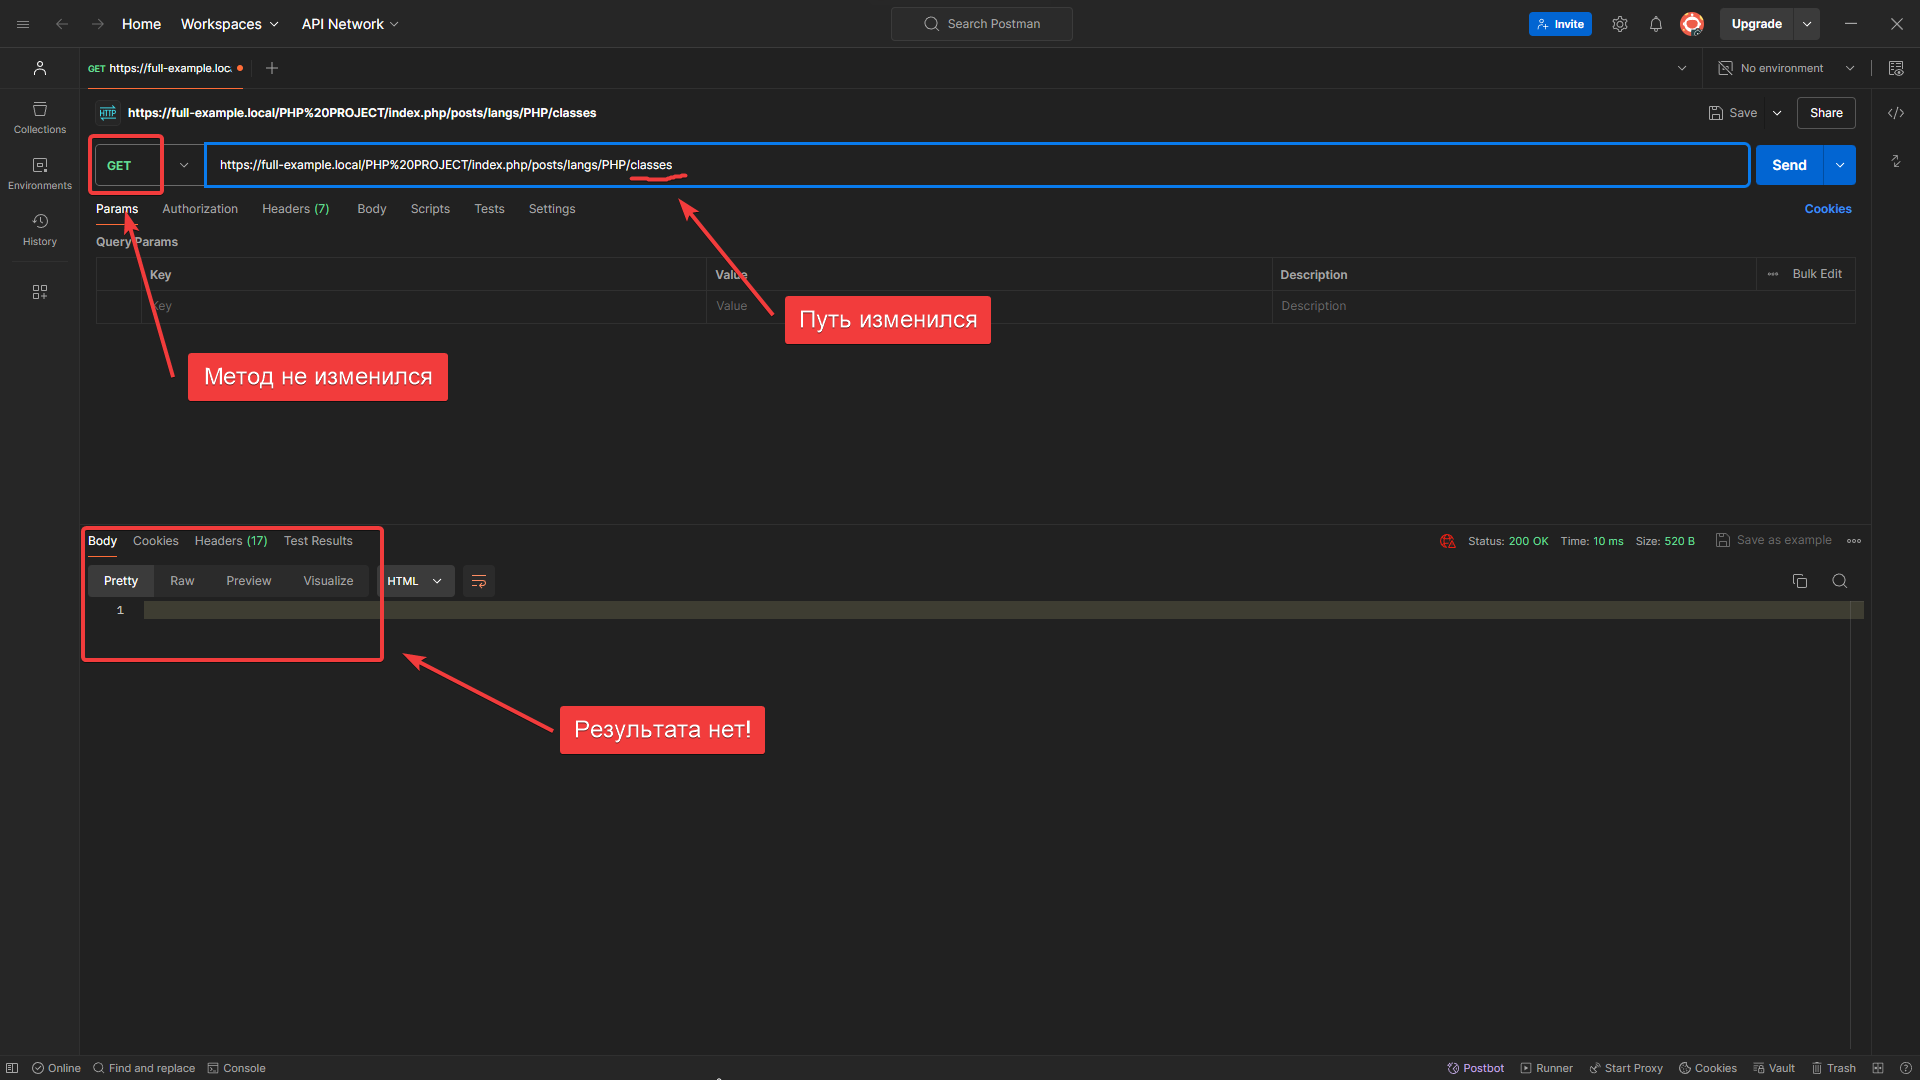 Home Workspaces API Network Search Postman Invite Upgrade
GET https://full-example.loc. No environment
HTTP https://full-example.local/PHP%20PROJECT/index.php/posts/langs/PHP/classes Save Share
Collections
GET https://full-example.local/PHP%20PROJECT/index.php/posts/langs/PHP/classes Send
Environments
Params Authorization Headers (7) Body Scripts Tests Settings Cookies
History
Query Params
Key Value Description Bulk Edit
Key Value Description
Путь изменился
Метод не изменился
Body Cookies Headers (17) Test Results Status: 200 OK Time: 10 ms Size: 520 B Save as example
Pretty Raw Preview Visualize HTML
1
Результата нет!
Online Find and replace Console Postbot Runner Start Proxy Cookies Vault Trash